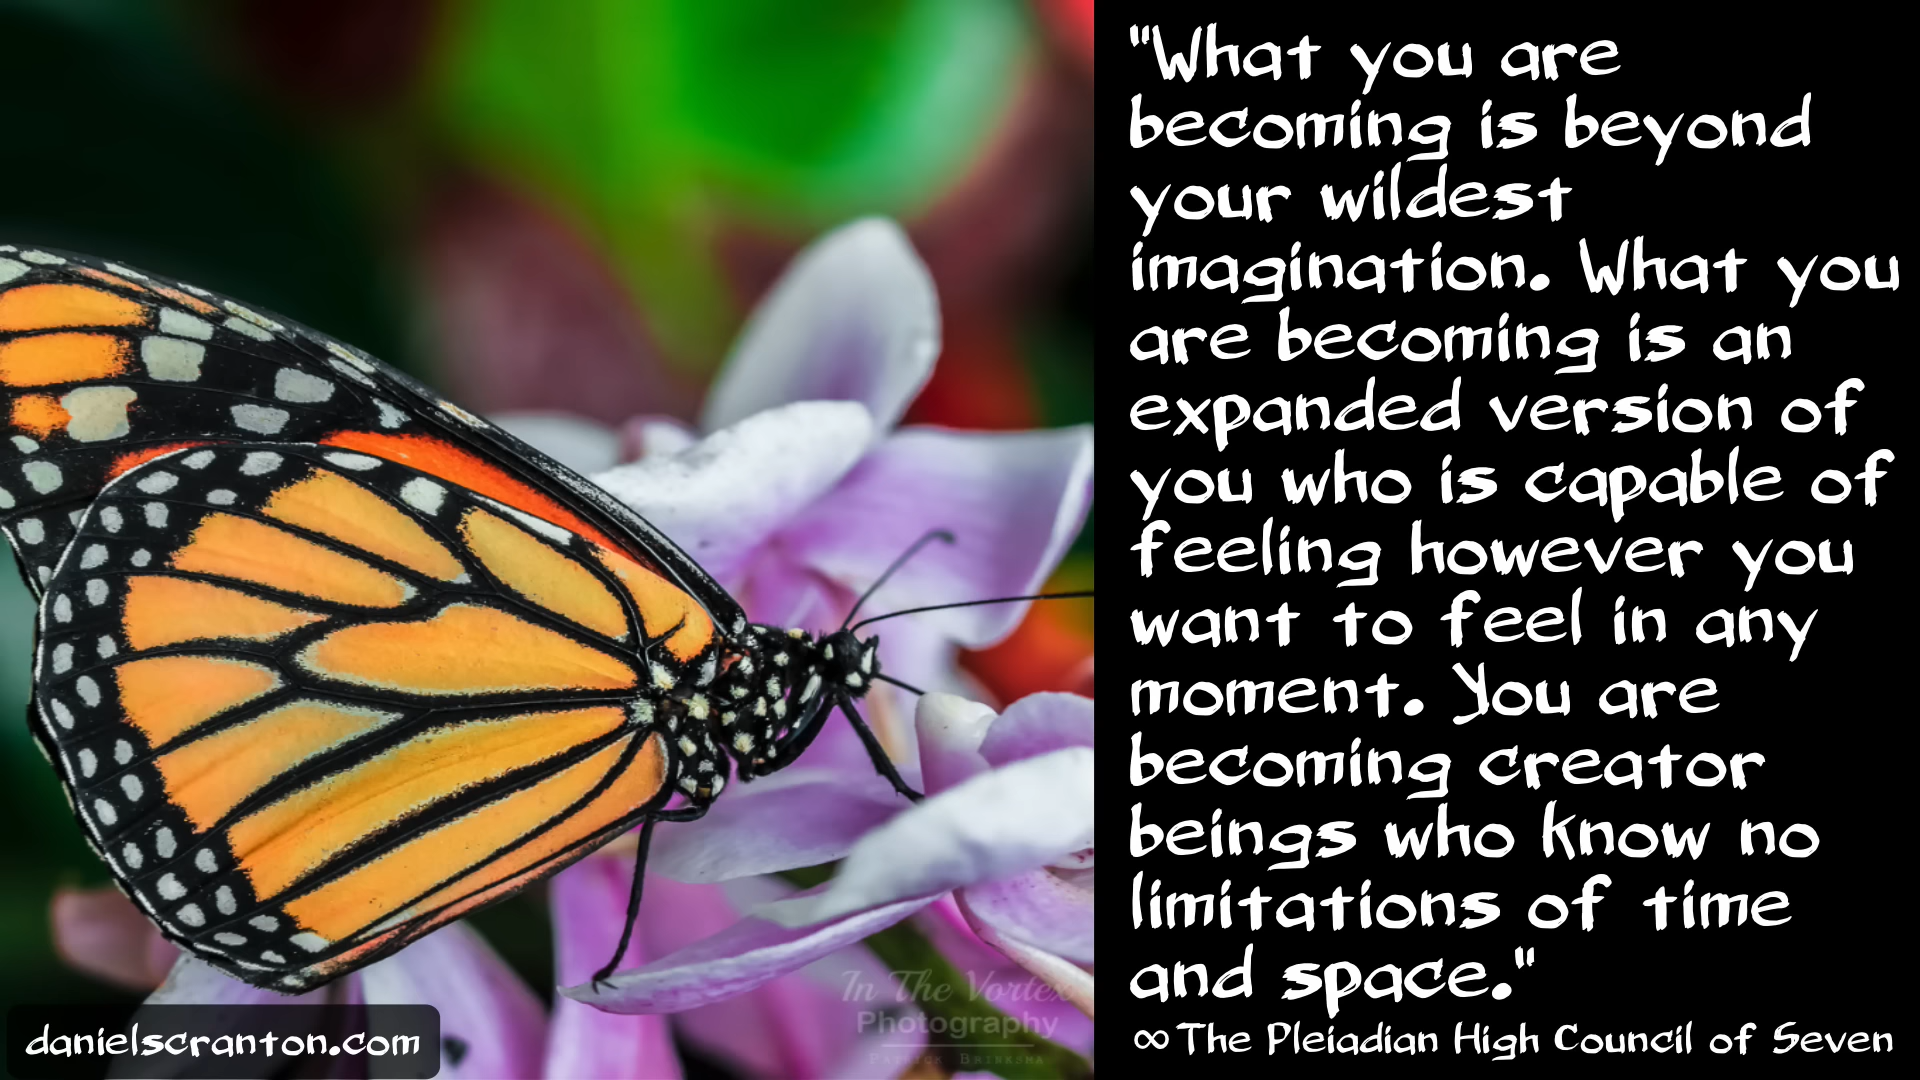 "What you are
becoming is beyond
your wildest
imagination. What you
are becoming is an
expanded version of
you who is capable of
feeling however you
want to feel in any
moment. You are
becoming creator
beings who know no
limitations of time
and space."
∞The Pleiadian High Council of Seven
In The Vortex
Photography
Patrick Brinksma
danielscranton.com